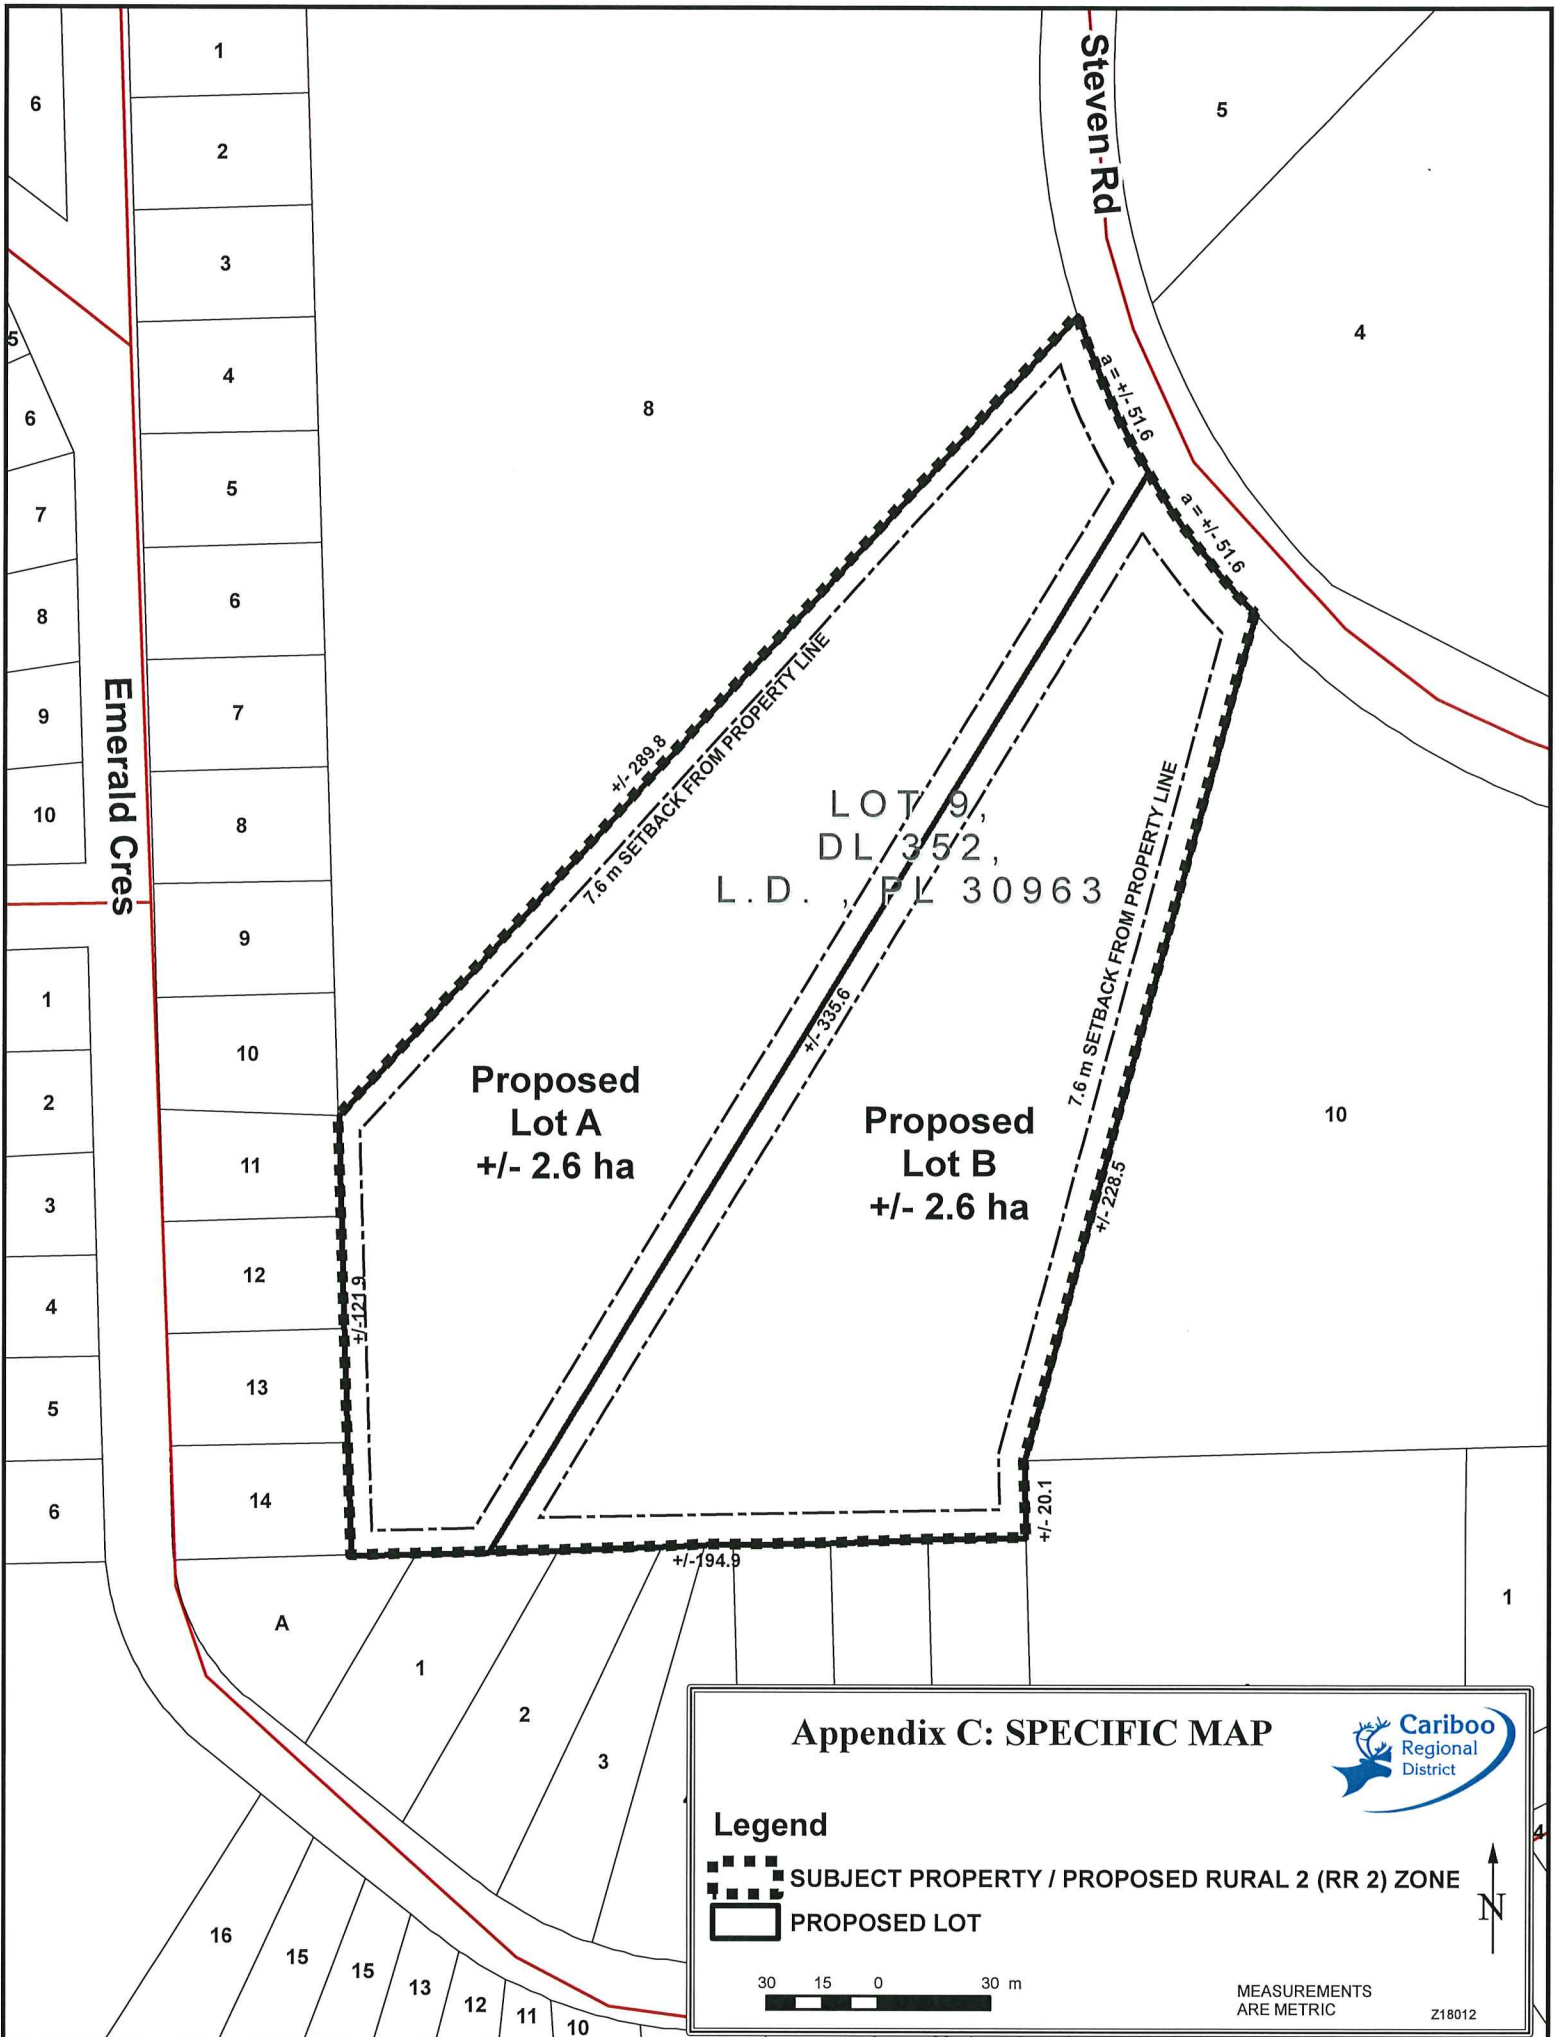 1
6
2
3
4
5
6
7
8
9
10
11
12
13
14
5
6
7
8
9
10
1
2
3
4
5
6
Emerald Cres
Steven Rd
5
4
8
10
a = +/- 51.6
a = +/- 51.6
+/- 289.8
7.6 m SETBACK FROM PROPERTY LINE
LOT 9,
DL 352,
L.D. , PL 30963
7.6 m SETBACK FROM PROPERTY LINE
+/- 335.6
Proposed
Lot A
+/- 2.6 ha
Proposed
Lot B
+/- 2.6 ha
+/- 228.5
+/-121.9
+/- 20.1
+/-194.9
A
1
2
3
1
16
15
15
13
12
11
10
4
Appendix C: SPECIFIC MAP
Cariboo
Regional
District
Legend
SUBJECT PROPERTY / PROPOSED RURAL 2 (RR 2) ZONE
PROPOSED LOT
N
30 15 0 30 m
MEASUREMENTS
ARE METRIC
Z18012